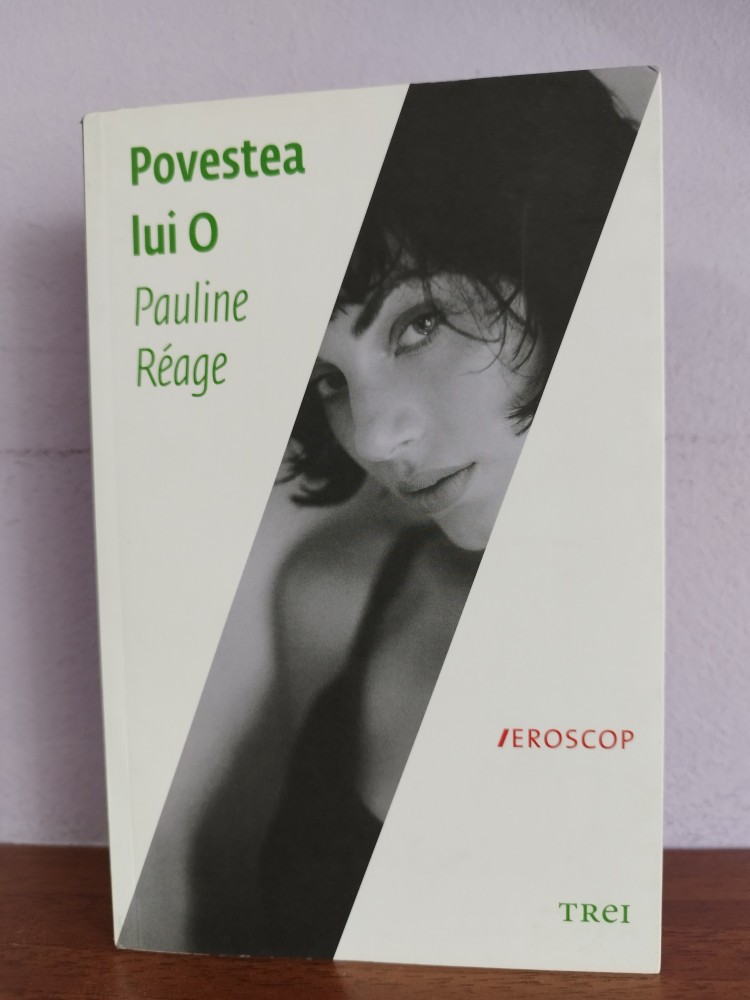 Povestea
lui O
Pauline
Réage
/EROSCOP
TREI